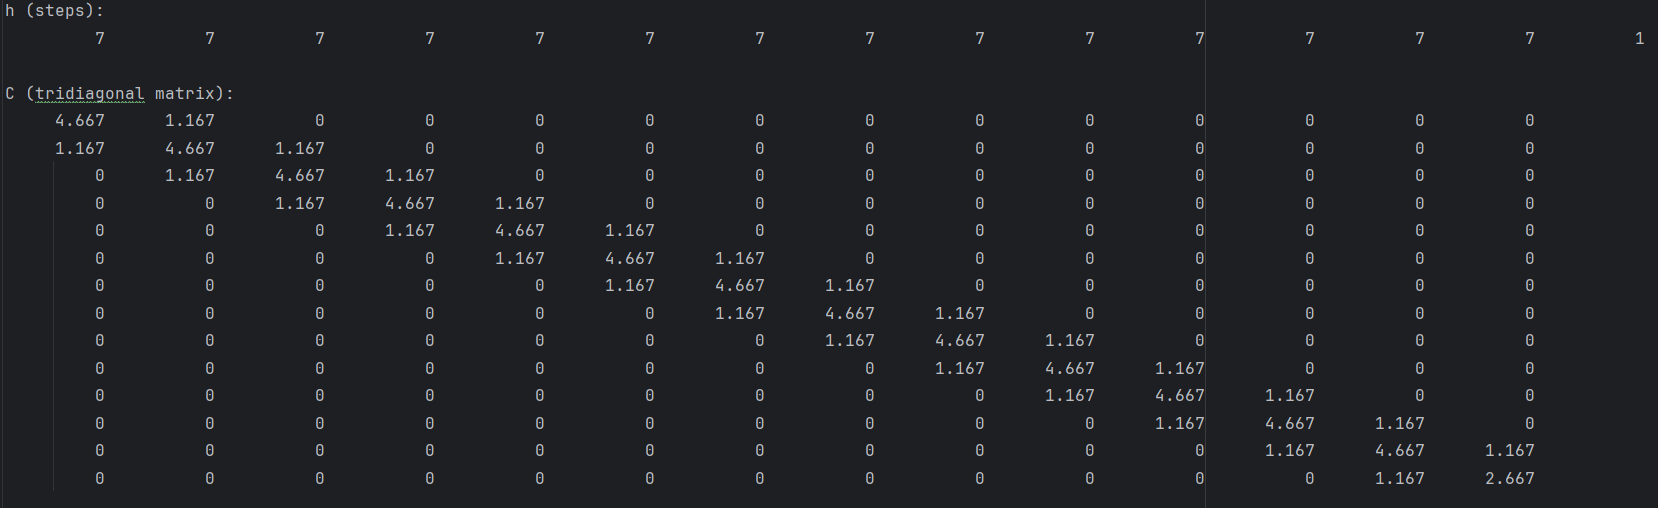 h (steps):
7 7 7 7 7 7 7 7 7 7 7 7 7 7 1
C (tridiagonal matrix):
4.667 1.167 0 0 0 0 0 0 0 0 0 0 0 0
1.167 4.667 1.167 0 0 0 0 0 0 0 0 0 0 0
0 1.167 4.667 1.167 0 0 0 0 0 0 0 0 0 0
0 0 1.167 4.667 1.167 0 0 0 0 0 0 0 0 0
0 0 0 1.167 4.667 1.167 0 0 0 0 0 0 0 0
0 0 0 0 1.167 4.667 1.167 0 0 0 0 0 0 0
0 0 0 0 0 1.167 4.667 1.167 0 0 0 0 0 0
0 0 0 0 0 0 1.167 4.667 1.167 0 0 0 0 0
0 0 0 0 0 0 0 1.167 4.667 1.167 0 0 0 0
0 0 0 0 0 0 0 0 1.167 4.667 1.167 0 0 0
0 0 0 0 0 0 0 0 0 1.167 4.667 1.167 0 0
0 0 0 0 0 0 0 0 0 0 1.167 4.667 1.167 0
0 0 0 0 0 0 0 0 0 0 0 1.167 4.667 1.167
0 0 0 0 0 0 0 0 0 0 0 0 1.167 2.667